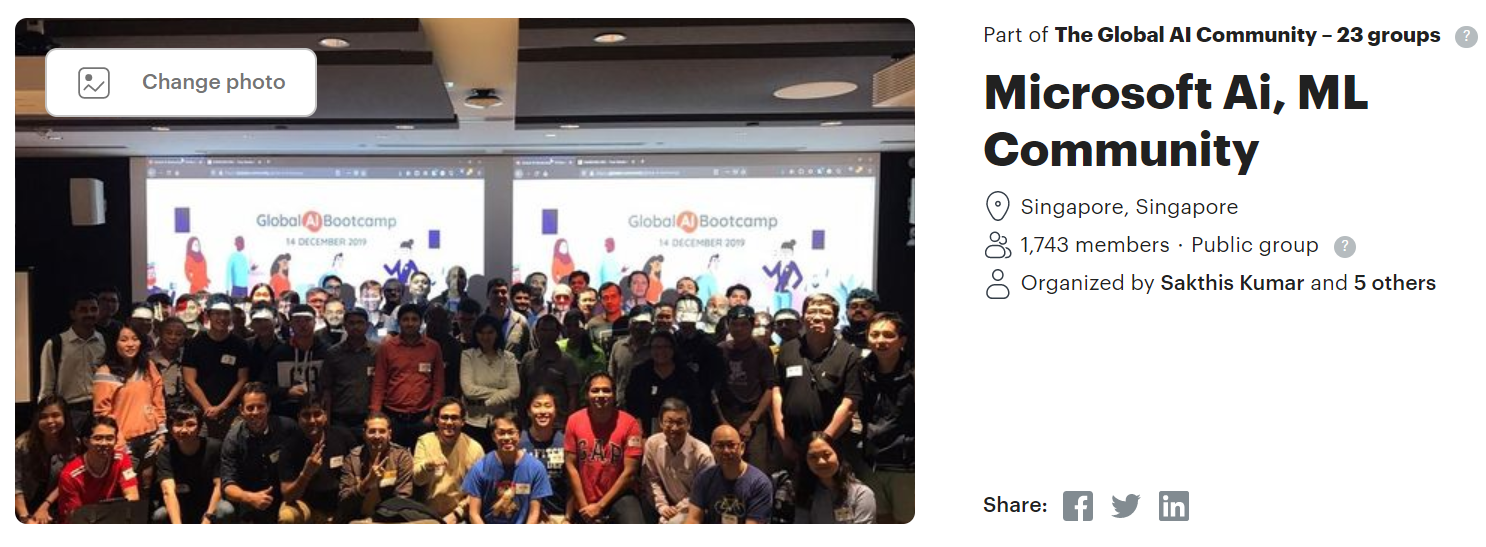 Change photo
Global AI Bootcamp
14 DECEMBER 2019
Global AI Bootcamp
14 DECEMBER 2019
GAP
Part of The Global AI Community – 23 groups ?
Microsoft Ai, ML
Community
Singapore, Singapore
1,743 members · Public group ?
Organized by Sakthis Kumar and 5 others
Share: